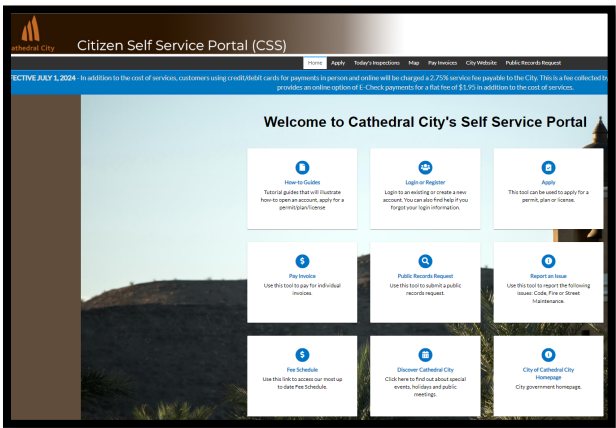 Cathedral City
Citizen Self Service Portal (CSS)
Home Apply Today's Inspections Map Pay Invoices City Website Public Records Request
EFFECTIVE JULY 1, 2024 - In addition to the cost of services, customers using credit/debit cards for payments in person and online will be charged a 2.75% service fee payable to the City. This is a fee collected by
provides an online option of E-Check payments for a flat fee of $1.95 in addition to the cost of services.
Welcome to Cathedral City's Self Service Portal
How-to Guides
Tutorial guides that will illustrate
how-to open an account, apply for a
permit/plan/license
Login or Register
Login to an existing or create a new
account. You can also find help if you
forgot your login information.
Apply
This tool can be used to apply for a
permit, plan or license.
Pay Invoice
Use this tool to pay for individual
invoices.
Public Records Request
Use this tool to submit a public
records request.
Report an Issue
Use this tool to report the following
issues: Code, Fire or Street
Maintenance.
Fee Schedule
Use this link to access our most up
to date Fee Schedule.
Discover Cathedral City
Click here to find out about special
events, holidays and public
meetings.
City of Cathedral City
Homepage
City government homepage.